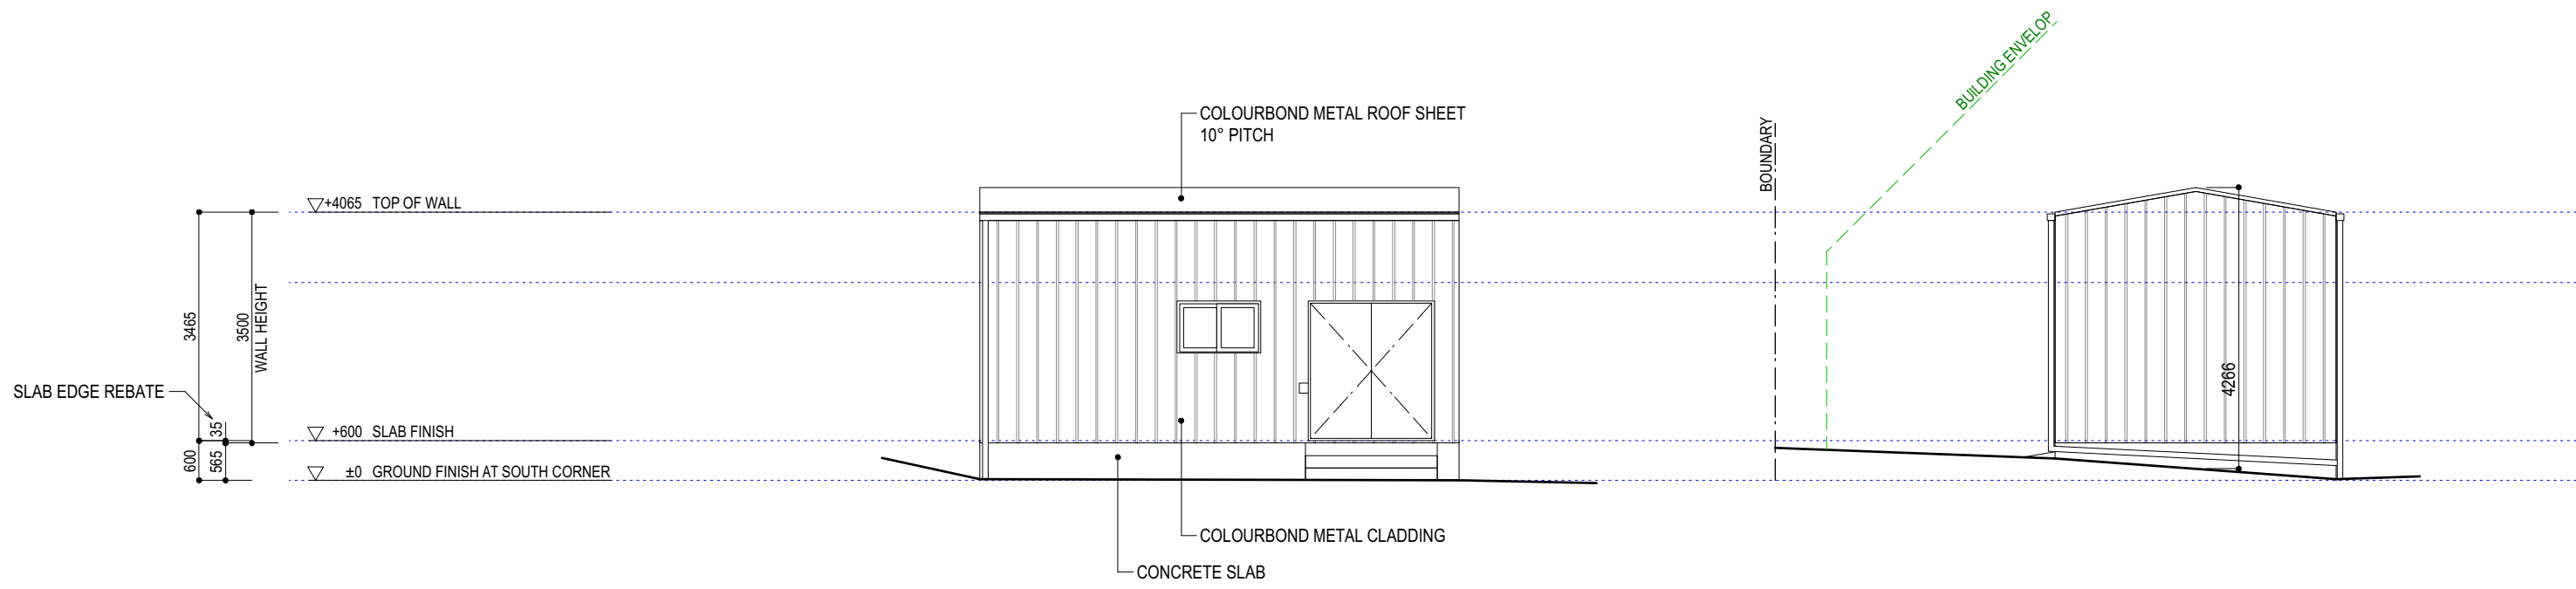 BUILDING ENVELOP
COLOURBOND METAL ROOF SHEET
10° PITCH
BOUNDARY
+4065 TOP OF WALL
3465
3500
WALL HEIGHT
4266
SLAB EDGE REBATE
35
+600 SLAB FINISH
600
565
±0 GROUND FINISH AT SOUTH CORNER
COLOURBOND METAL CLADDING
CONCRETE SLAB